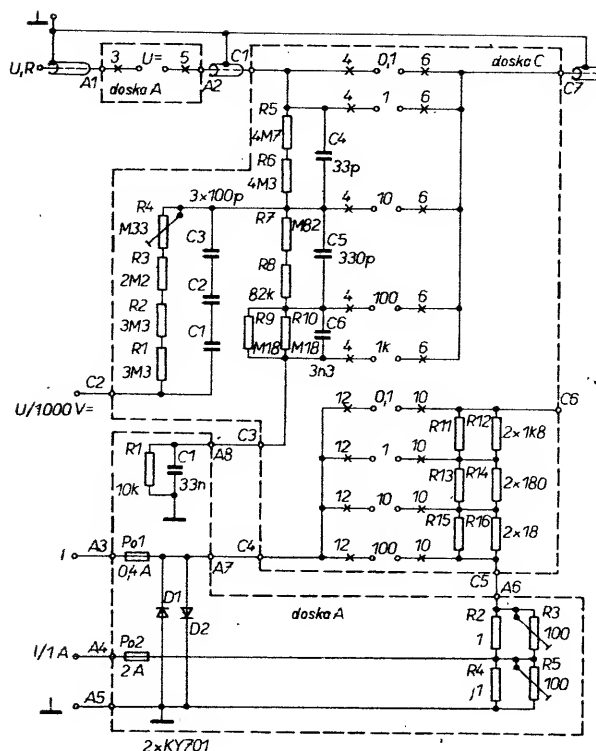 U,R
A1
3
U=
5
A2
doska A
C1
4
0,1
6
doska C
C7
4
1
6
R5
4M7
C4
33p
R6
4M3
3×100p
4
10
6
R4
M33
R7
M82
C3
C5
330p
R3
2M2
R8
82k
C2
4
100
6
R2
3M3
R9
R10
C6
C1
M18
M18
4
1k
6
R1
3M3
3n3
C2
U/1000 V=
12
0,1
10
C6
R11
R12
2×1k8
C3
A8
R1
C1
33n
10k
12
1
10
R13
R14
2×180
12
10
10
R15
R16
2×18
I
A3
Po1
0,4 A
A7
C4
12
100
10
C5
A6
doska A
D1
D2
R2
1
R3
100
I/1 A
A4
Po2
2 A
R4
j1
R5
100
A5
2×KY701